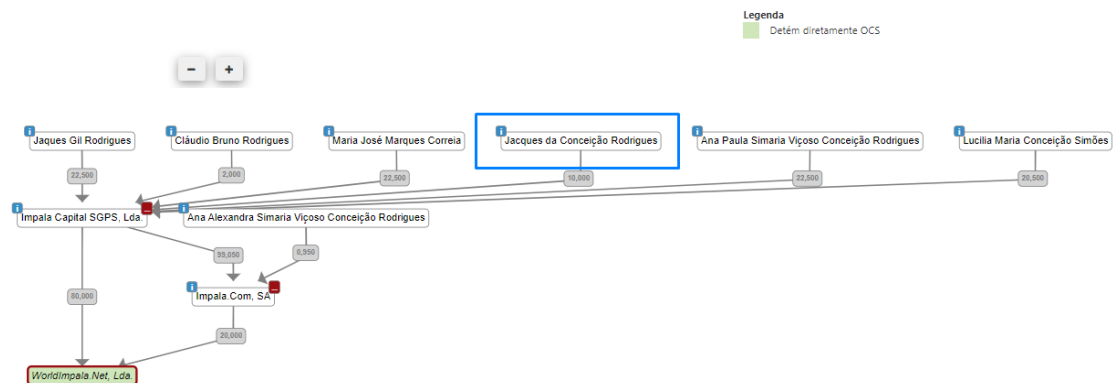 Legenda
Detém diretamente OCS
− +
Jaques Gil Rodrigues
Cláudio Bruno Rodrigues
Maria José Marques Correia
Jacques da Conceição Rodrigues
Ana Paula Simaria Viçoso Conceição Rodrigues
Lucilia Maria Conceição Simões
22,500
2,000
22,500
10,000
22,500
20,500
Impala Capital SGPS, Lda.
Ana Alexandra Simaria Viçoso Conceição Rodrigues
99,050
0,950
80,000
Impala.Com, SA
20,000
WorldImpala.Net, Lda.